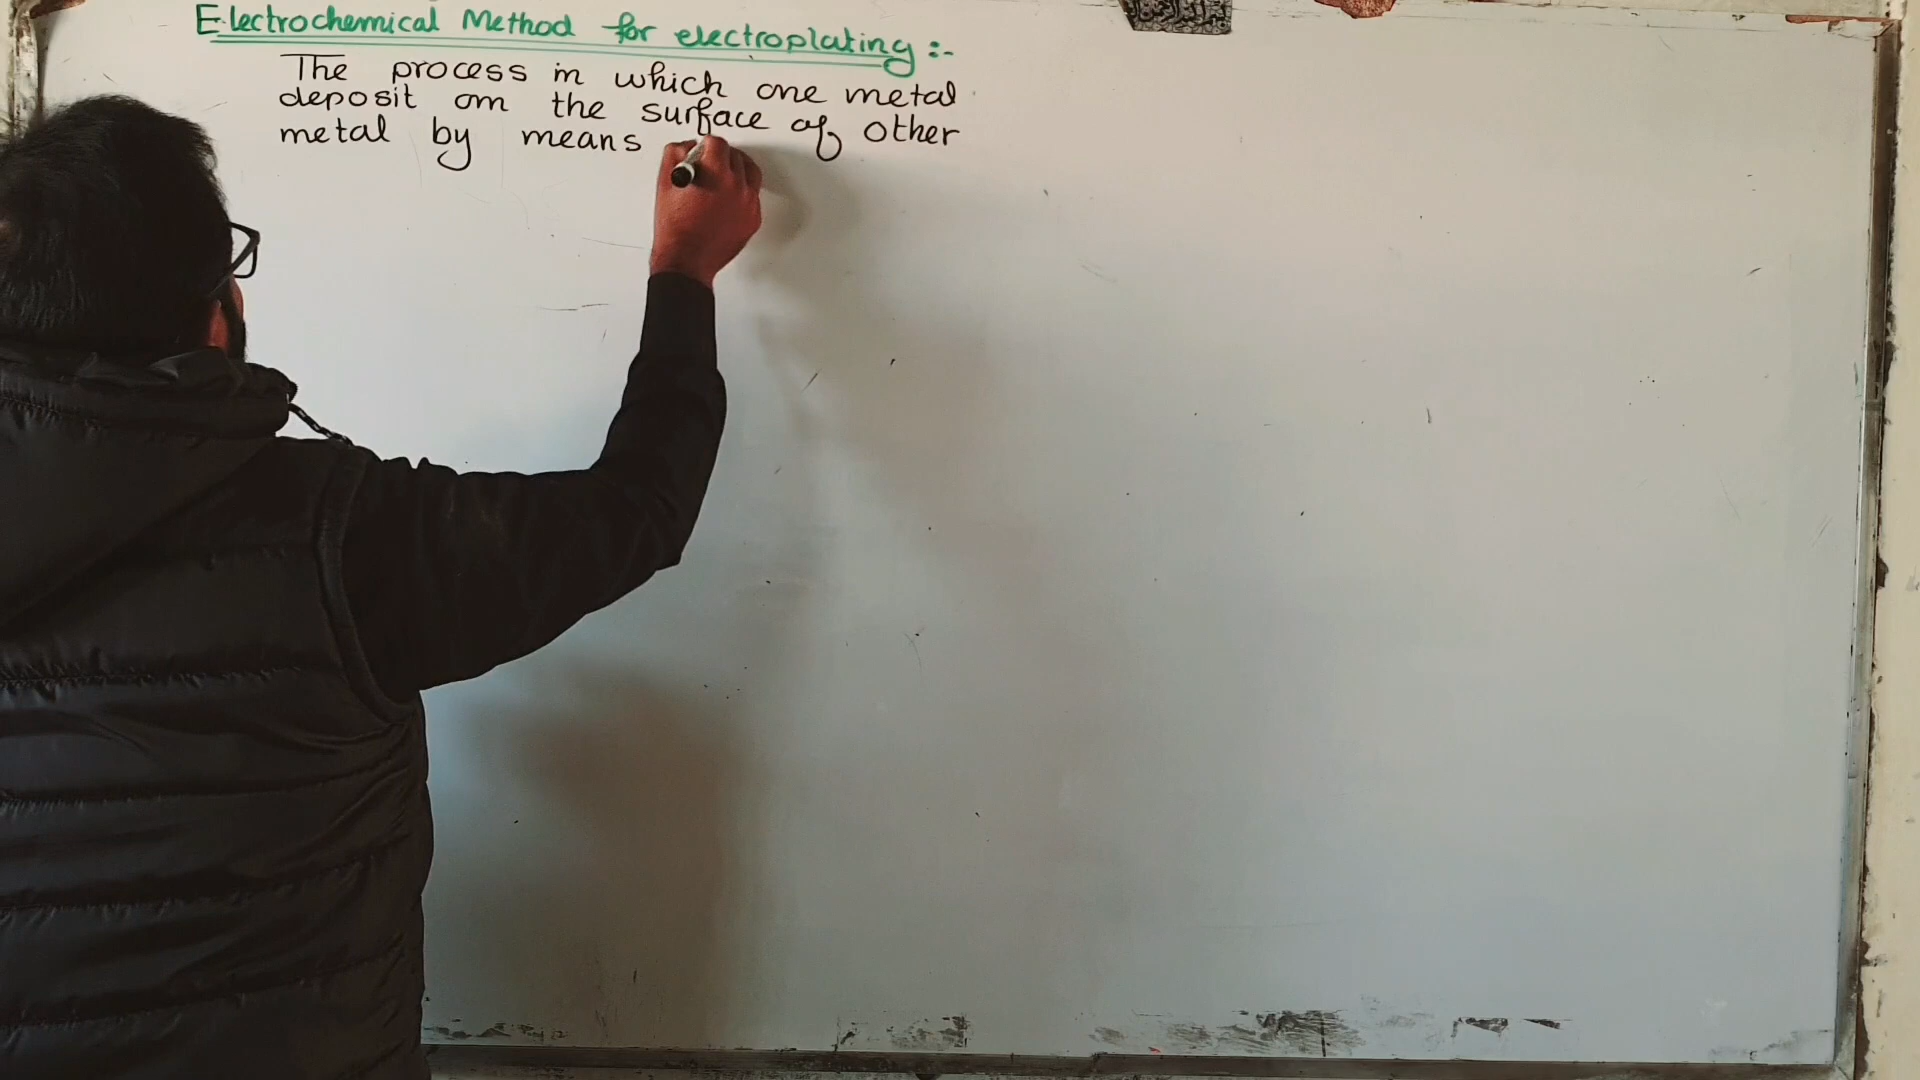 Electrochemical Method for electroplating :-
The process in which one metal
deposit on the surface of other
metal by means